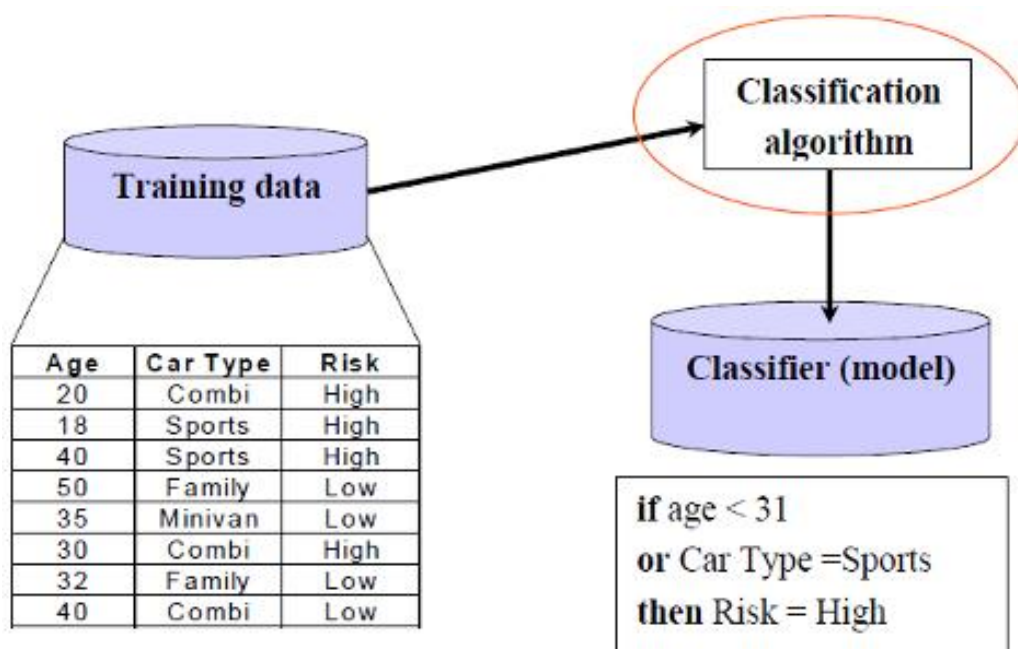 Classification
algorithm
Training data
Classifier (model)
Age Car Type Risk
20 Combi High
18 Sports High
40 Sports High
50 Family Low
35 Minivan Low
30 Combi High
32 Family Low
40 Combi Low
if age < 31
or Car Type =Sports
then Risk = High